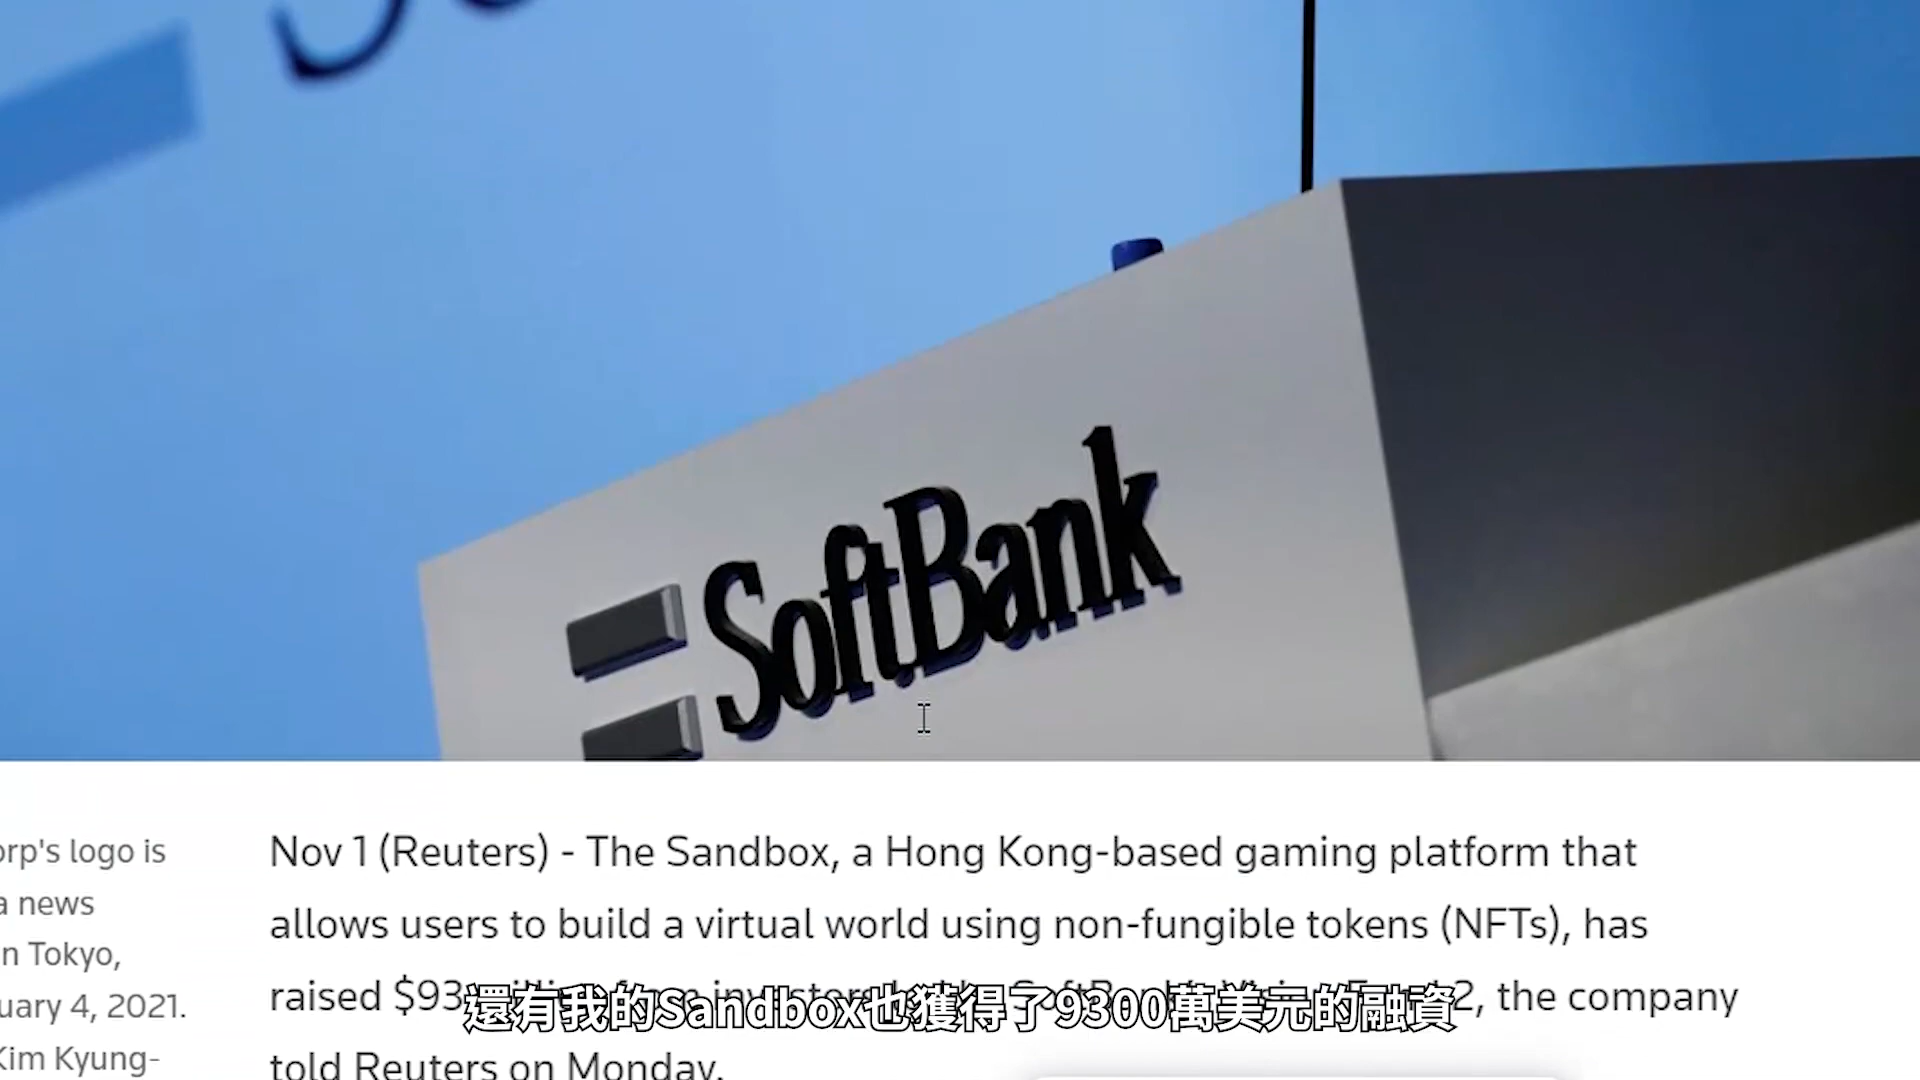 SoftBank
orp's logo is
a news
n Tokyo,
uary 4, 2021.
Kim Kyung-
Nov 1 (Reuters) - The Sandbox, a Hong Kong-based gaming platform that
allows users to build a virtual world using non-fungible tokens (NFTs), has
raised $93 2, the company
told Reuters on Monday.
還有我的Sandbox也獲得了9300萬美元的融資